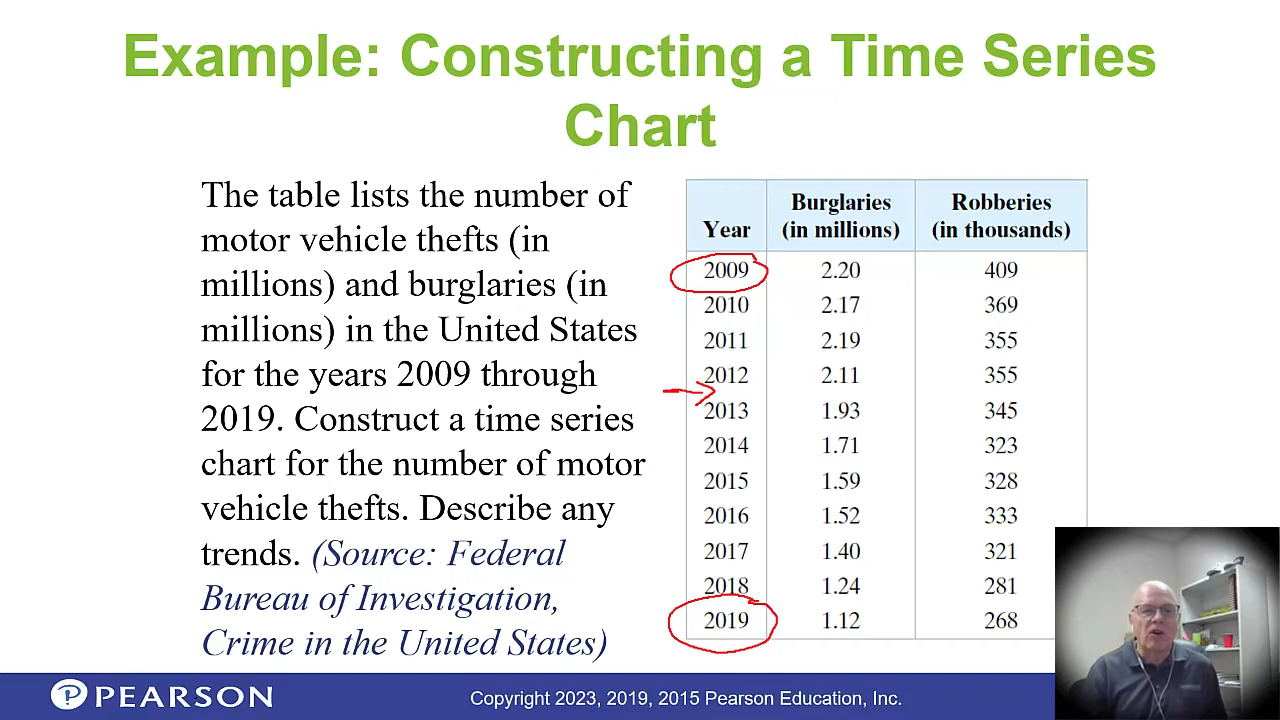 Example: Constructing a Time Series
Chart
The table lists the number of
motor vehicle thefts (in
millions) and burglaries (in
millions) in the United States
for the years 2009 through
2019. Construct a time series
chart for the number of motor
vehicle thefts. Describe any
trends. (Source: Federal
Bureau of Investigation,
Crime in the United States)
Year Burglaries (in millions) Robberies (in thousands)
2009 2.20 409
2010 2.17 369
2011 2.19 355
2012 2.11 355
2013 1.93 345
2014 1.71 323
2015 1.59 328
2016 1.52 333
2017 1.40 321
2018 1.24 281
2019 1.12 268
P PEARSON
Copyright 2023, 2019, 2015 Pearson Education, Inc.